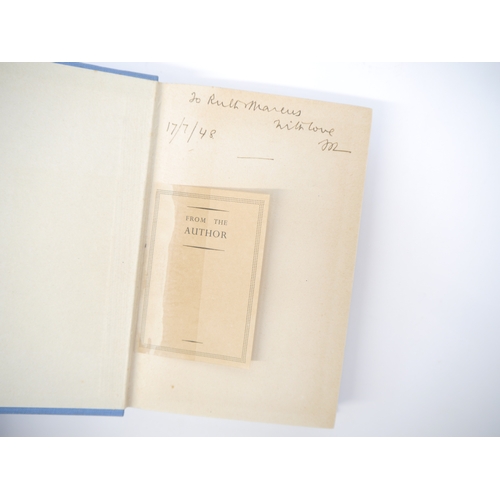 To Ruth & Marcus
With love
17/7/48
FROM THE
AUTHOR